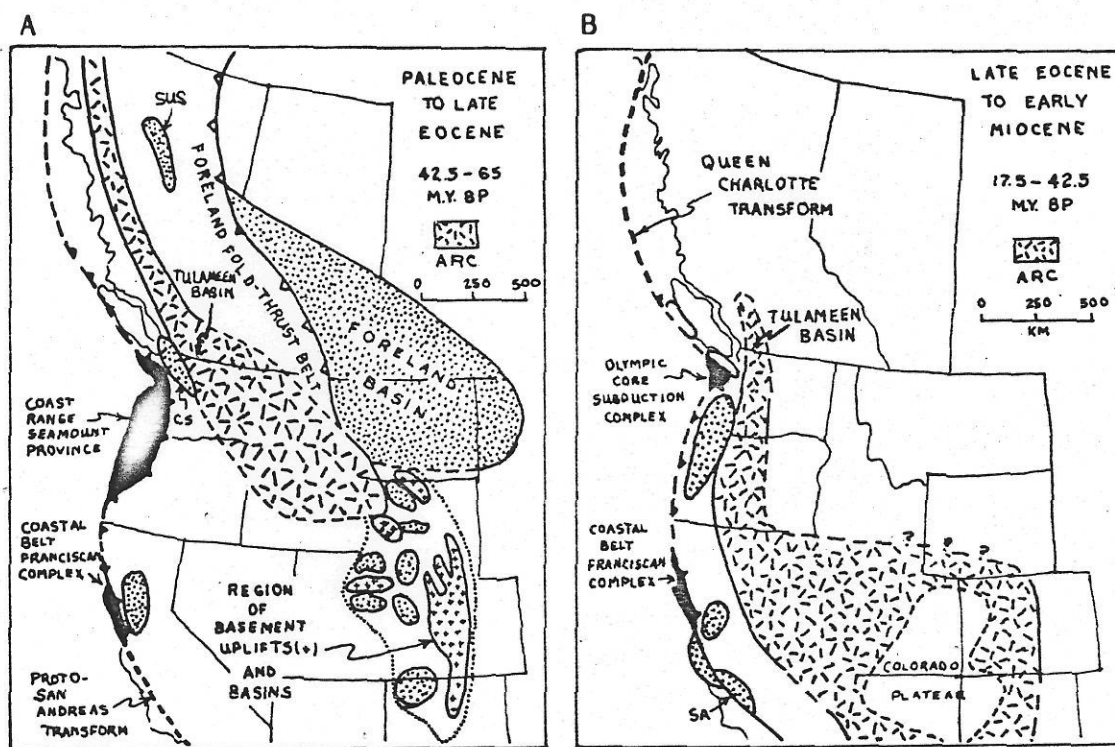 A
PALEOCENE
TO LATE
EOCENE
42.5-65
M.Y. BP
ARC
0 250 500
SUS
FORELAND FOLD-THRUST BELT
TULAMEEN
BASIN
FORELAND
BASIN
COAST
RANGE
SEAMOUNT
PROVINCE
CS
COASTAL
BELT
FRANCISCAN
COMPLEX
REGION
OF
BASEMENT
UPLIFTS(+)
AND
BASINS
PROTO-
SAN
ANDREAS
TRANSFORM
B
LATE EOCENE
TO EARLY
MIOCENE
17.5-42.5
M.Y. BP
ARC
0 250 500
KM
QUEEN
CHARLOTTE
TRANSFORM
TULAMEEN
BASIN
OLYMPIC
CORE
SUBDUCTION
COMPLEX
COASTAL
BELT
FRANCISCAN
COMPLEX
? ? ?
COLORADO
PLATEAU
SA